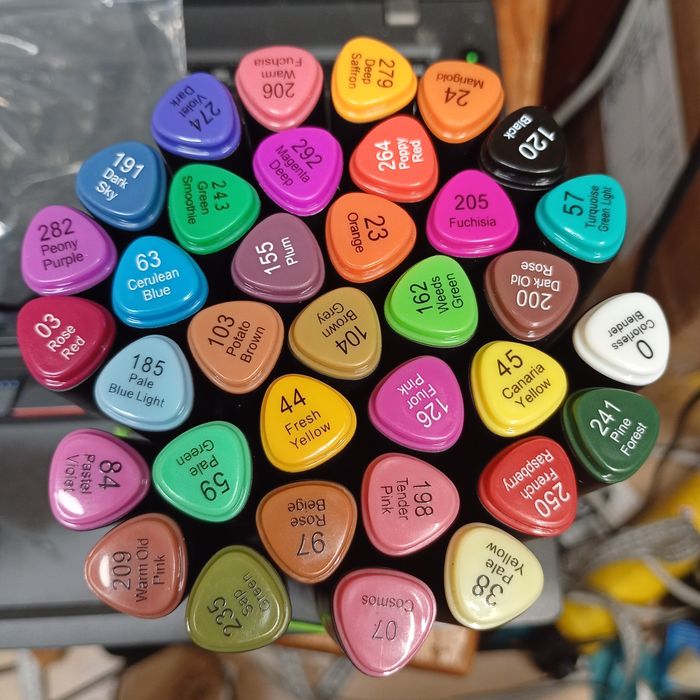 206
Warm
Fuchsia
279
Deep
Saffron
24
Marigold
274
Violet
Dark
292
Magenta
Deep
264
Poppy
Red
120
Black
191
Dark
Sky
243
Green
Smoothie
23
Orange
205
Fuchisia
57
Turquoise
Green Light
282
Peony
Purple
63
Cerulean
Blue
155
Plum
162
Weeds
Green
200
Dark Old
Rose
03
Rose
Red
103
Potato
Brown
104
Brown
Grey
0
Colorless
Blender
185
Pale
Blue Light
44
Fresh
Yellow
126
Fluor
Pink
45
Canaria
Yellow
241
Pine
Forest
84
Pastel
Violet
59
Pale
Green
97
Rose
Beige
198
Tender
Pink
250
French
Raspberry
209
Warm Old
Pink
235
Sap
Green
07
Cosmos
38
Pale
Yellow